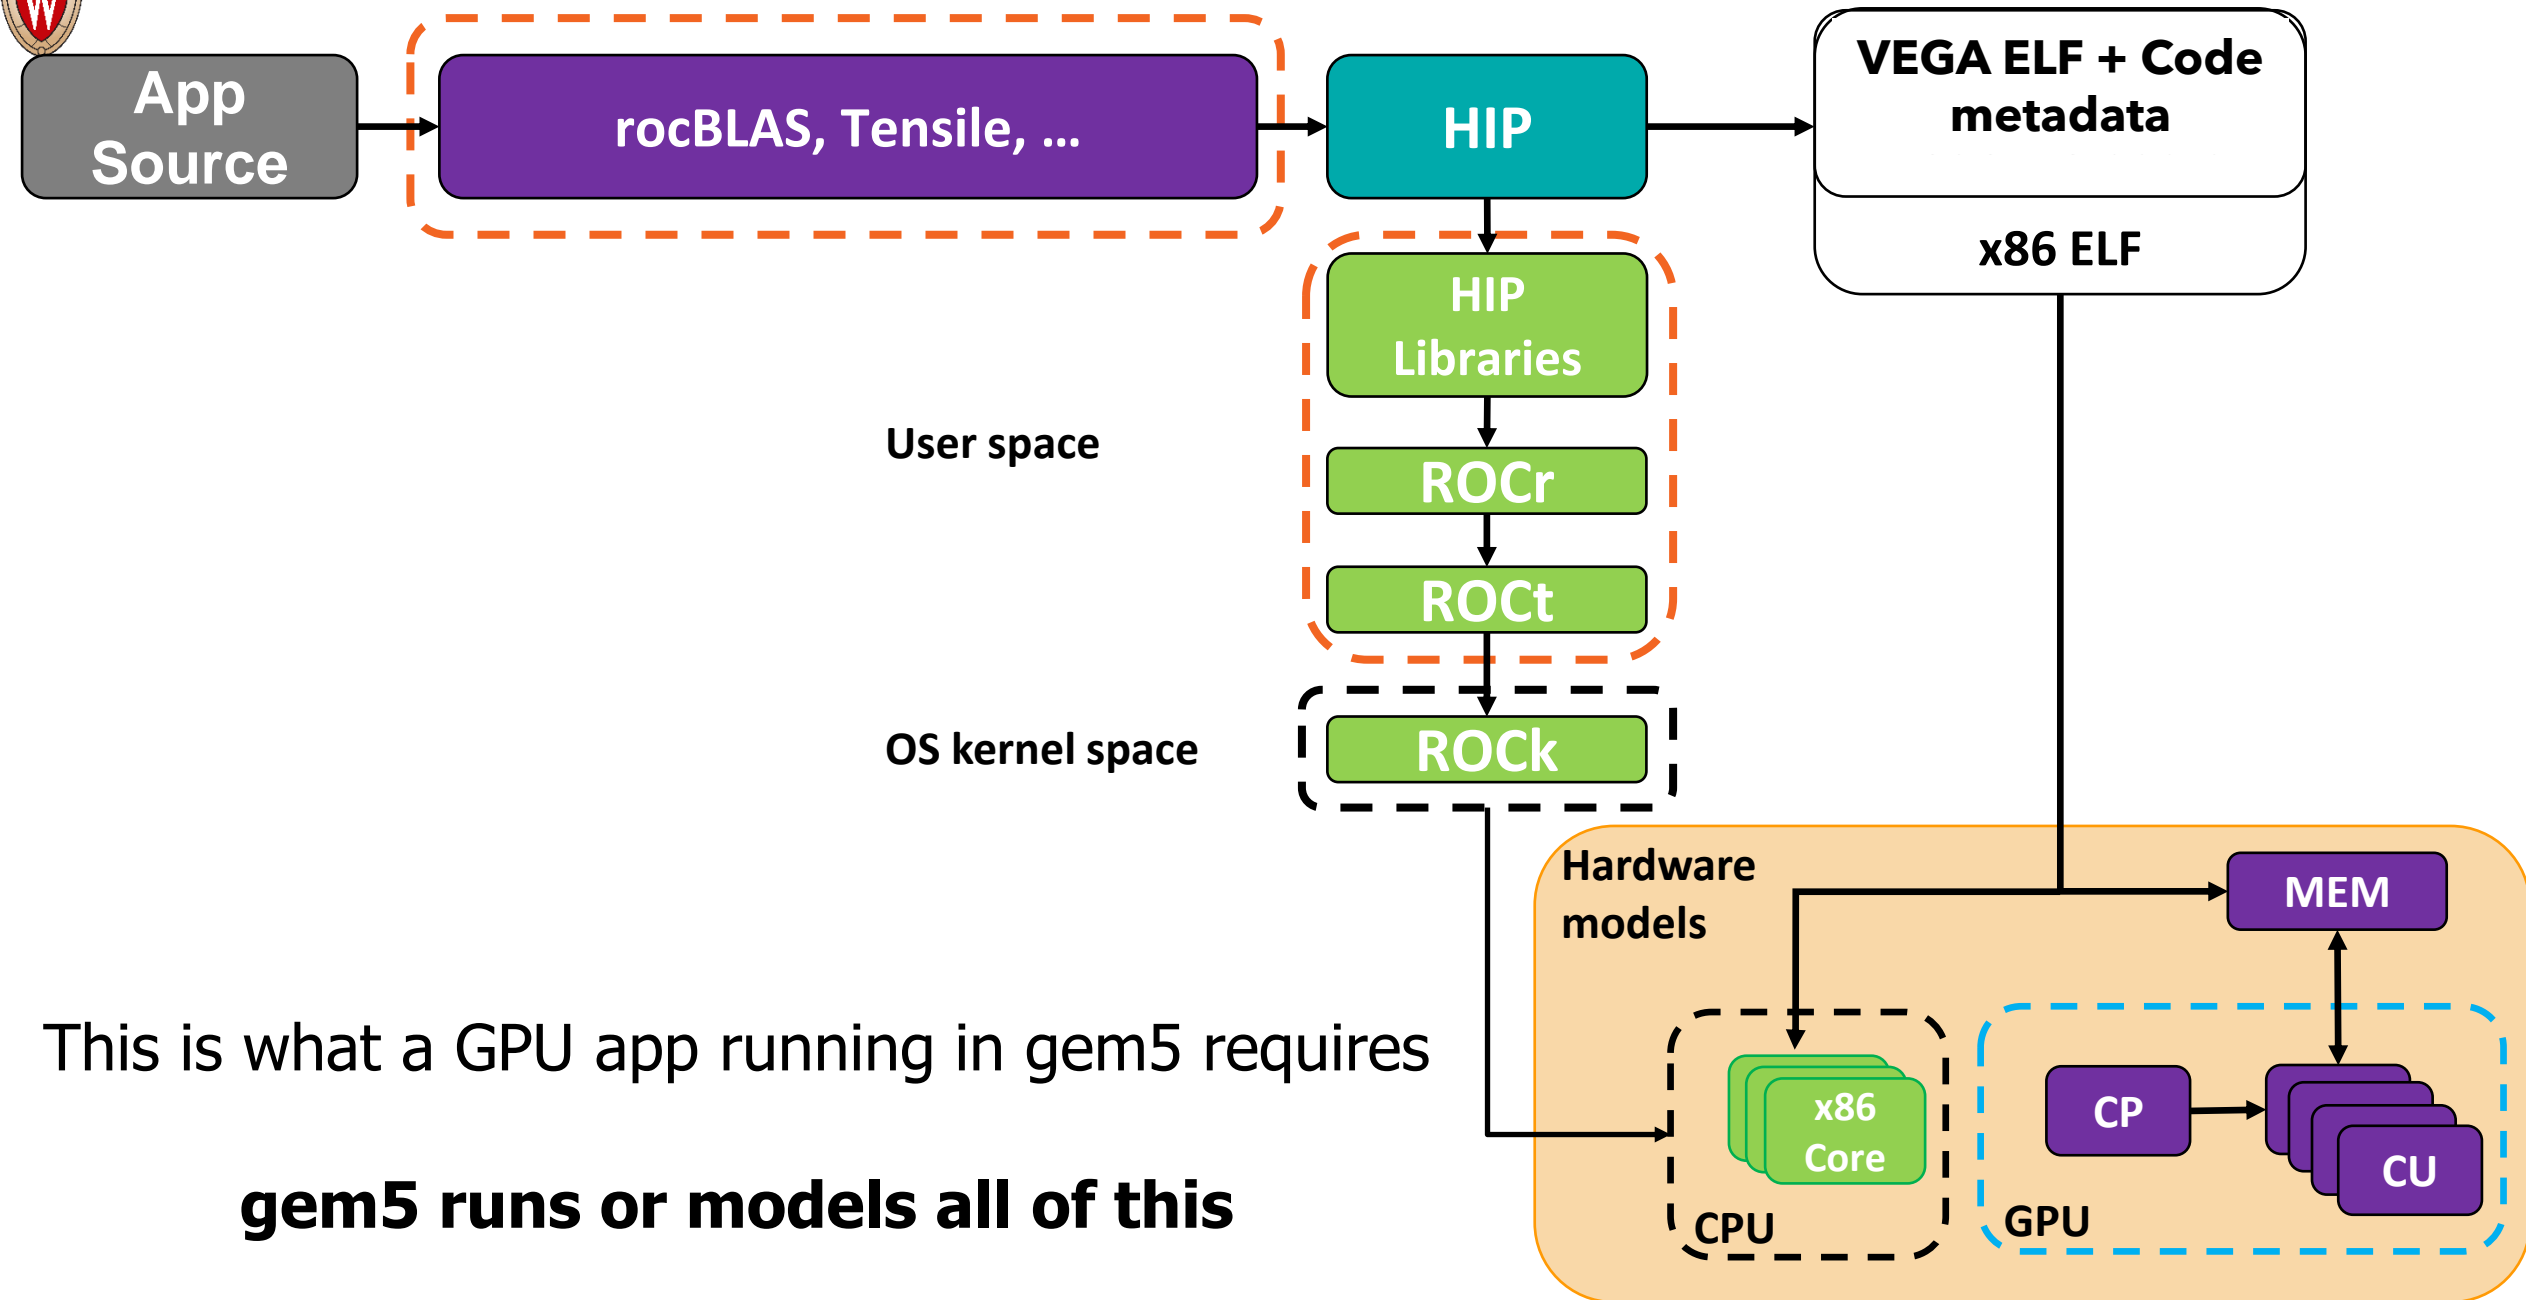 W
App
Source
rocBLAS, Tensile, ...
HIP
VEGA ELF + Code
metadata
x86 ELF
HIP
Libraries
User space
ROCr
ROCt
OS kernel space
ROCk
Hardware
models
MEM
This is what a GPU app running in gem5 requires
x86
Core
CP
CU
gem5 runs or models all of this
CPU
GPU